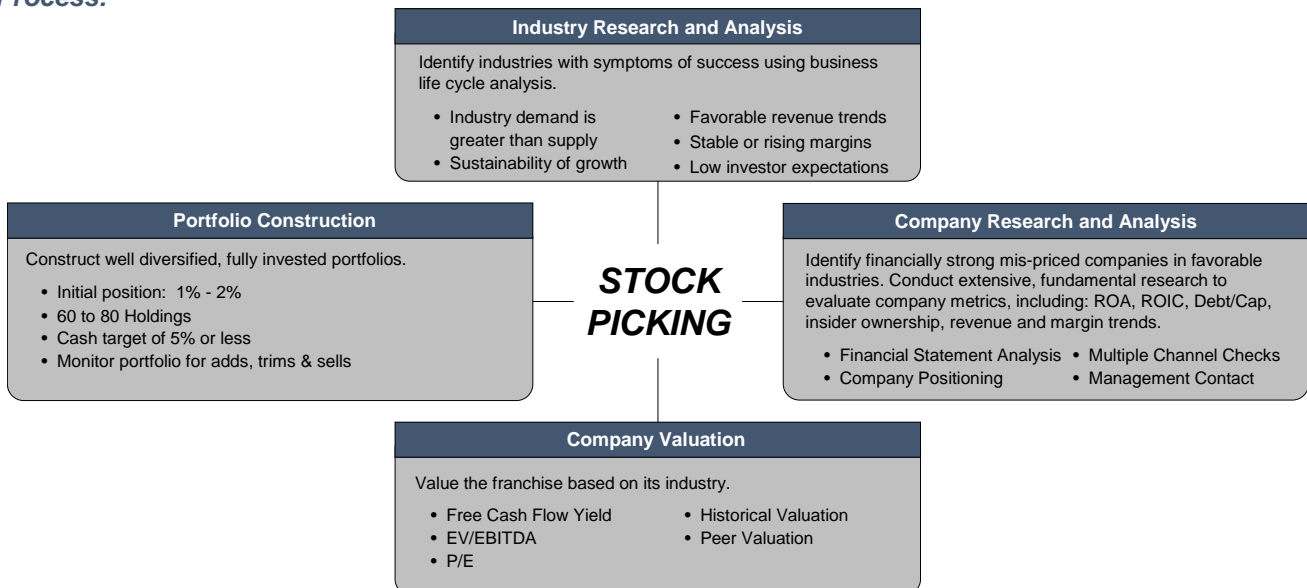 Process:
Industry Research and Analysis
Identify industries with symptoms of success using business
life cycle analysis.
• Industry demand is
greater than supply
• Sustainability of growth
• Favorable revenue trends
• Stable or rising margins
• Low investor expectations
Portfolio Construction
Construct well diversified, fully invested portfolios.
• Initial position: 1% - 2%
• 60 to 80 Holdings
• Cash target of 5% or less
• Monitor portfolio for adds, trims & sells
STOCK
PICKING
Company Research and Analysis
Identify financially strong mis-priced companies in favorable
industries. Conduct extensive, fundamental research to
evaluate company metrics, including: ROA, ROIC, Debt/Cap,
insider ownership, revenue and margin trends.
• Financial Statement Analysis
• Company Positioning
• Multiple Channel Checks
• Management Contact
Company Valuation
Value the franchise based on its industry.
• Free Cash Flow Yield
• EV/EBITDA
• P/E
• Historical Valuation
• Peer Valuation